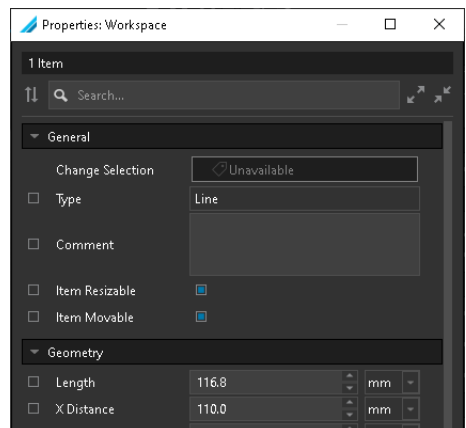 Properties: Workspace
1 Item
Search...
General
Change Selection Unavailable
Type Line
Comment
Item Resizable
Item Movable
Geometry
Length 116.8 mm
X Distance 110.0 mm